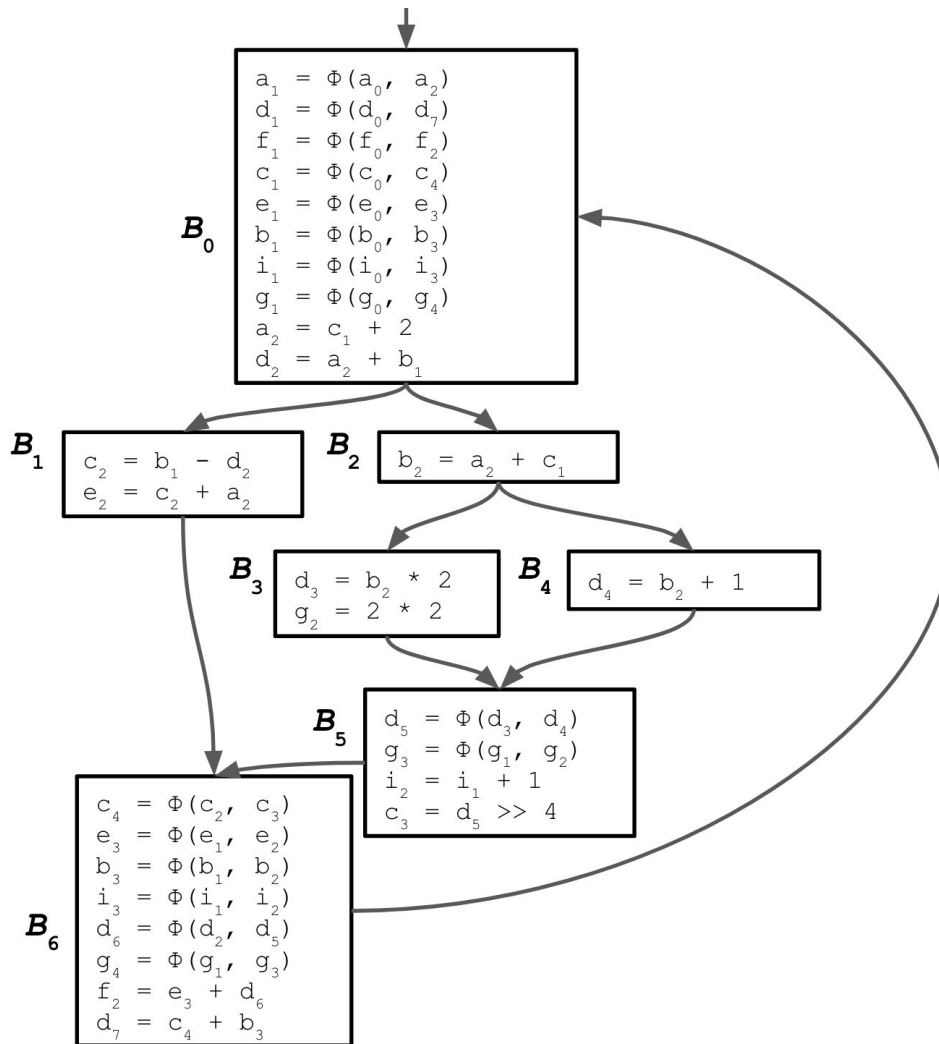 B₀
a₁ = Φ(a₀, a₂)
d₁ = Φ(d₀, d₇)
f₁ = Φ(f₀, f₂)
c₁ = Φ(c₀, c₄)
e₁ = Φ(e₀, e₃)
b₁ = Φ(b₀, b₃)
i₁ = Φ(i₀, i₃)
g₁ = Φ(g₀, g₄)
a₂ = c₁ + 2
d₂ = a₂ + b₁
B₁
c₂ = b₁ - d₂
e₂ = c₂ + a₂
B₂
b₂ = a₂ + c₁
B₃
d₃ = b₂ * 2
g₂ = 2 * 2
B₄
d₄ = b₂ + 1
B₅
d₅ = Φ(d₃, d₄)
g₃ = Φ(g₁, g₂)
i₂ = i₁ + 1
c₃ = d₅ >> 4
B₆
c₄ = Φ(c₂, c₃)
e₃ = Φ(e₁, e₂)
b₃ = Φ(b₁, b₂)
i₃ = Φ(i₁, i₂)
d₆ = Φ(d₂, d₅)
g₄ = Φ(g₁, g₃)
f₂ = e₃ + d₆
d₇ = c₄ + b₃